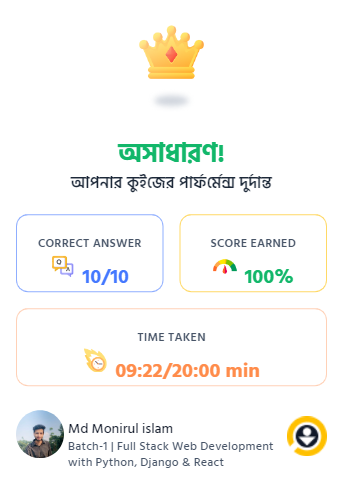 অসাধারণ!
আপনার কুইজের পার্ফর্মেন্স দুর্দান্ত
CORRECT ANSWER
Q
A
10/10
SCORE EARNED
100%
TIME TAKEN
09:22/20:00 min
Md Monirul islam
Batch-1 | Full Stack Web Development
with Python, Django & React